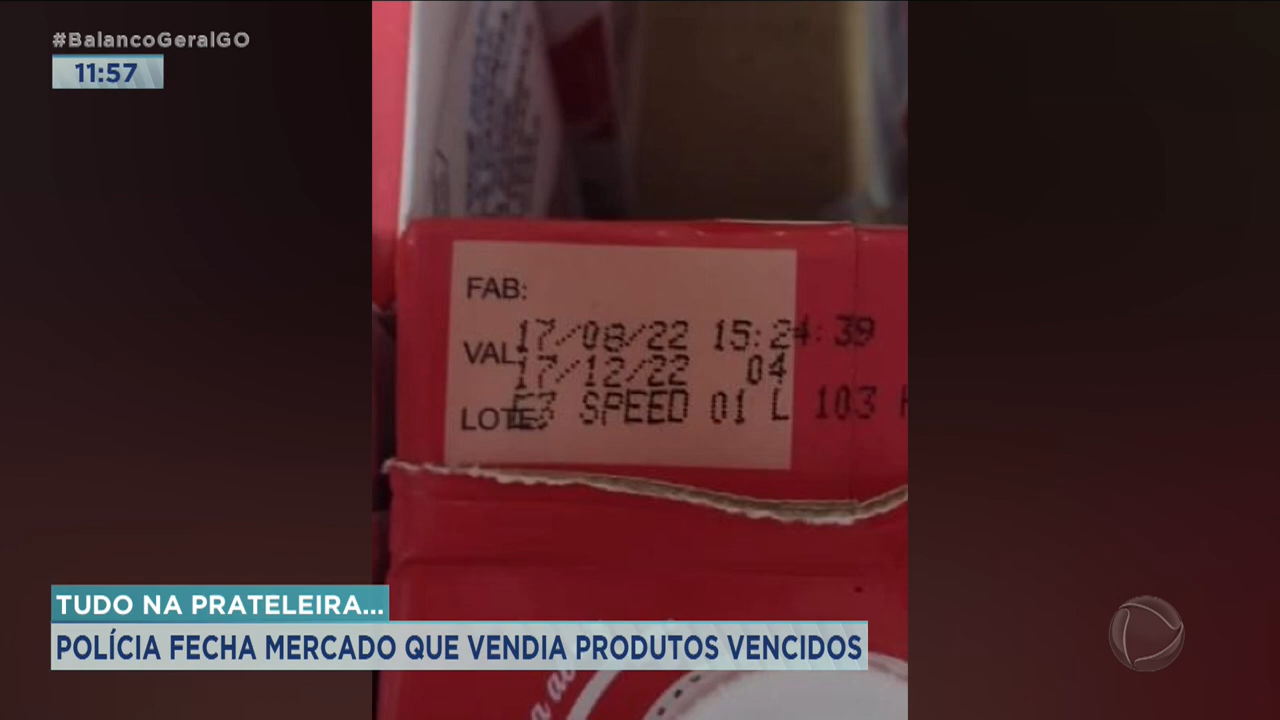 #BalancoGeralGO
11:57
FAB:
17/08/22 15:24:39
VAL:
17/12/22 04
LOTE: E3 SPEED 01 L 103
TUDO NA PRATELEIRA...
POLÍCIA FECHA MERCADO QUE VENDIA PRODUTOS VENCIDOS